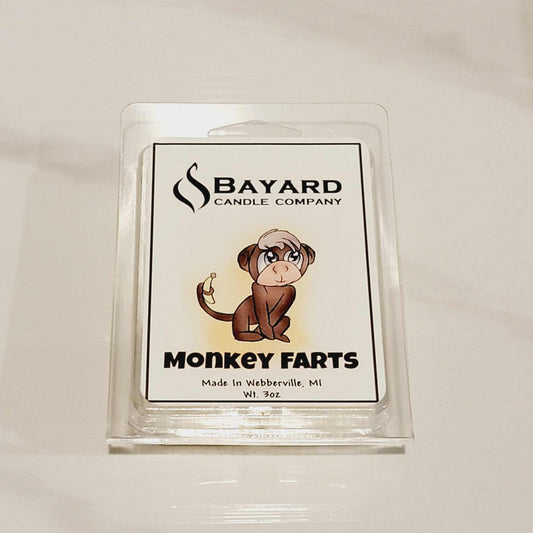 BAYARD
CANDLE COMPANY
MONKEY FARTS
Made In Webberville, MI
Wt. 3oz